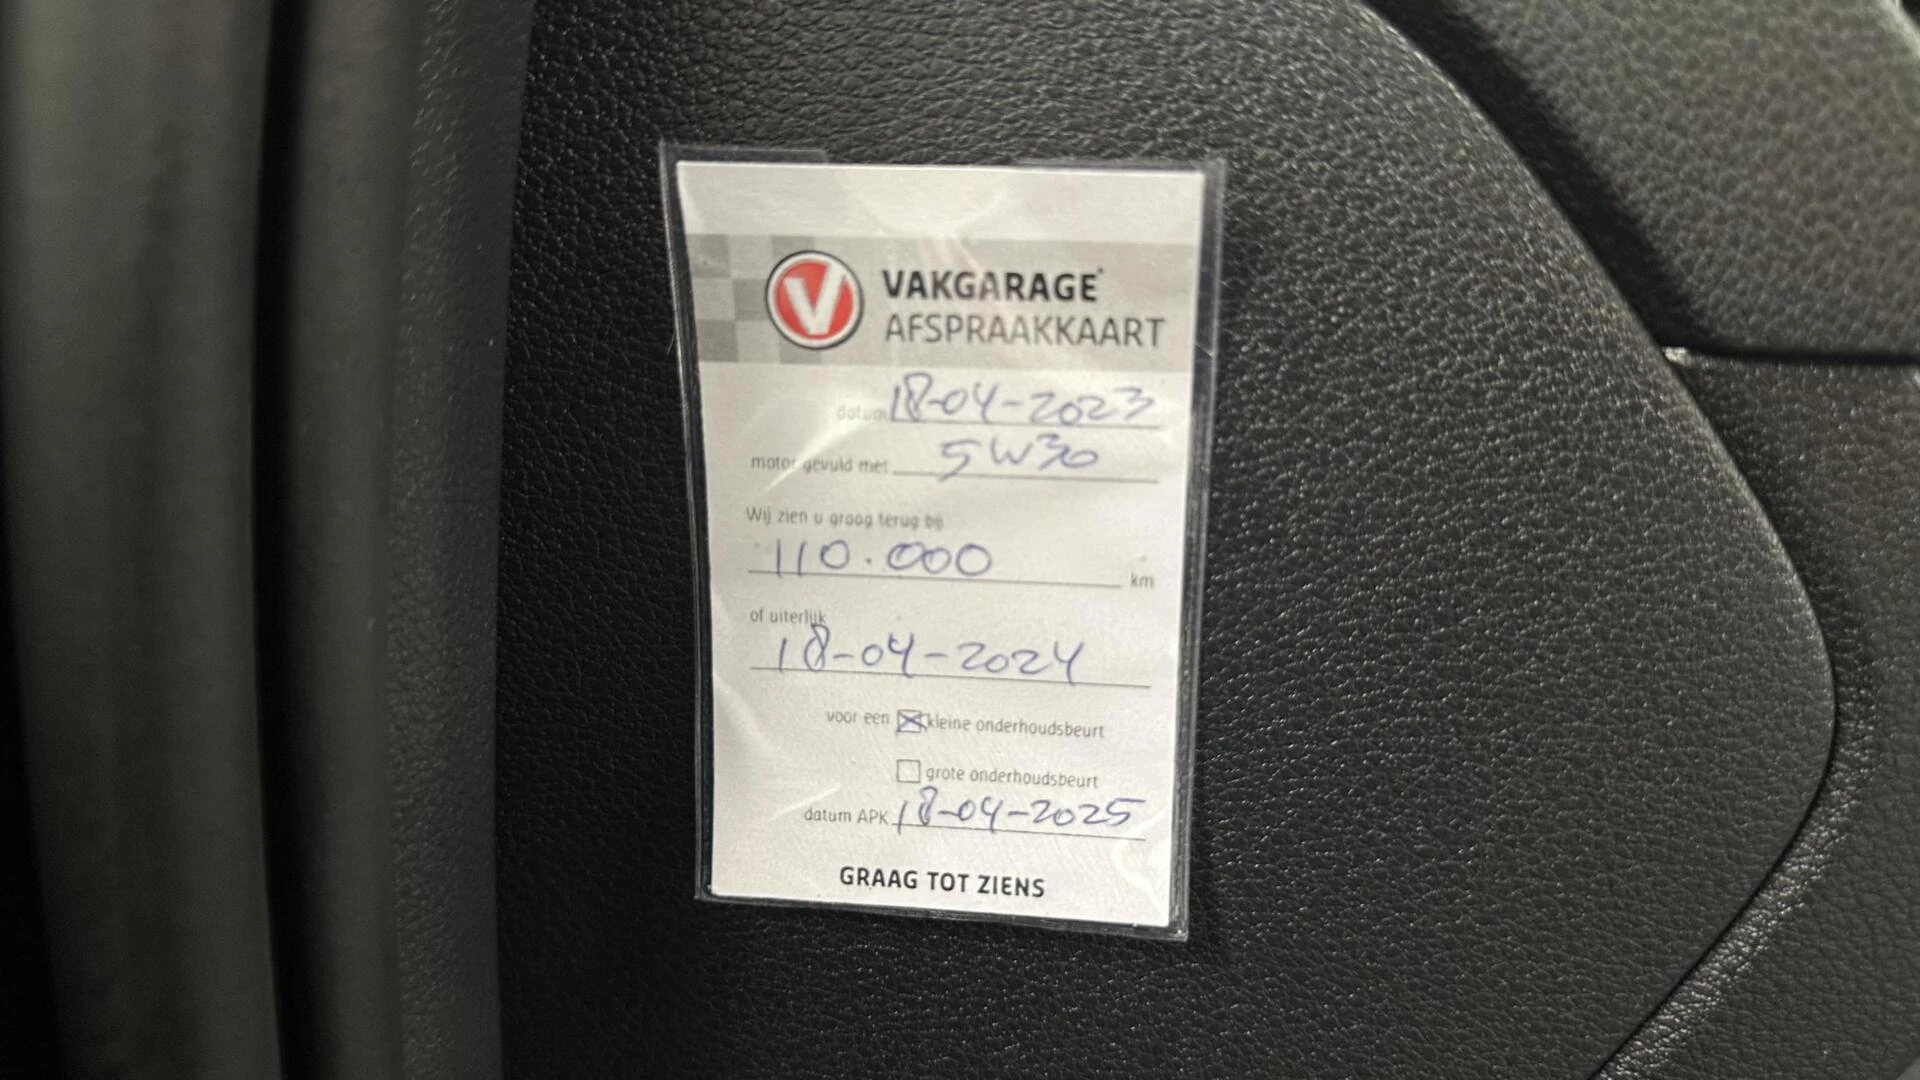 V VAKGARAGE®
AFSPRAAKKAART
datum 18-04-2023
motor gevuld met 5W30
Wij zien u graag terug bij
110.000 km
of uiterlijk
18-04-2024
voor een ☒ kleine onderhoudsbeurt
☐ grote onderhoudsbeurt
datum APK 18-04-2025
GRAAG TOT ZIENS